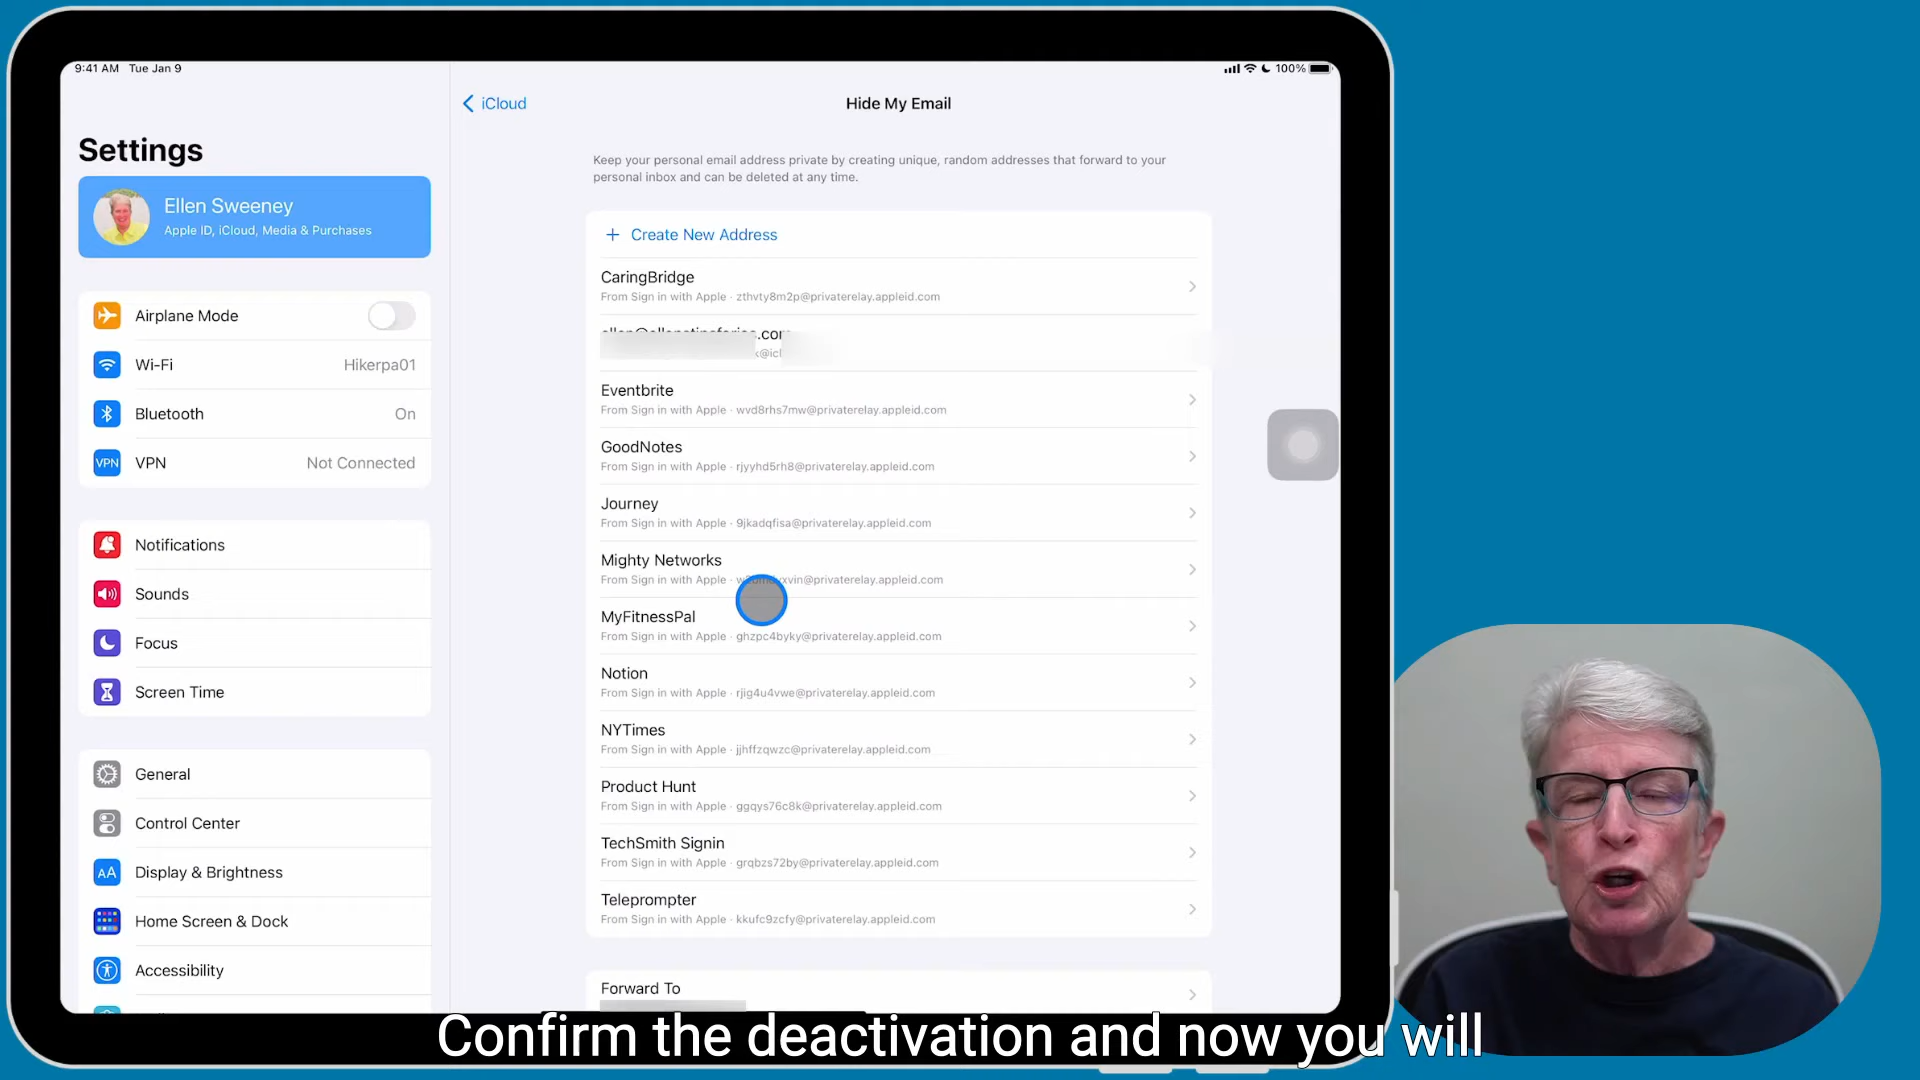 9:41 AM Tue Jan 9
100%
Settings
Ellen Sweeney
Apple ID, iCloud, Media & Purchases
Airplane Mode
Wi-Fi Hikerpa01
Bluetooth On
VPN VPN Not Connected
Notifications
Sounds
Focus
Screen Time
General
Control Center
AA Display & Brightness
Home Screen & Dock
Accessibility
iCloud
Hide My Email
Keep your personal email address private by creating unique, random addresses that forward to your
personal inbox and can be deleted at any time.
+ Create New Address
CaringBridge
From Sign in with Apple · zthvty8m2p@privaterelay.appleid.com
Eventbrite
From Sign in with Apple · wvd8rhs7mw@privaterelay.appleid.com
GoodNotes
From Sign in with Apple · rjyyhd5rh8@privaterelay.appleid.com
Journey
From Sign in with Apple · 9jkadqfisa@privaterelay.appleid.com
Mighty Networks
From Sign in with Apple ·
MyFitnessPal
From Sign in with Apple · ghzpc4byky@privaterelay.appleid.com
Notion
From Sign in with Apple · rjig4u4vwe@privaterelay.appleid.com
NYTimes
From Sign in with Apple · jjhffzqwzc@privaterelay.appleid.com
Product Hunt
From Sign in with Apple · ggqys76c8k@privaterelay.appleid.com
TechSmith Signin
From Sign in with Apple · grqbzs72by@privaterelay.appleid.com
Teleprompter
From Sign in with Apple · kkufc9zcfy@privaterelay.appleid.com
Forward To
Confirm the deactivation and now you will